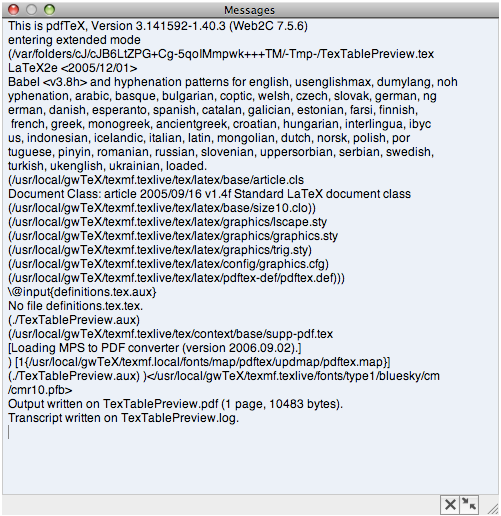 Messages
This is pdfTeX, Version 3.141592-1.40.3 (Web2C 7.5.6)
entering extended mode
(/var/folders/cJ/cJB6LtZPG+Cg-5qoIMmpwk+++TM/-Tmp-/TexTablePreview.tex
LaTeX2e <2005/12/01>
Babel <v3.8h> and hyphenation patterns for english, usenglishmax, dumylang, noh
yphenation, arabic, basque, bulgarian, coptic, welsh, czech, slovak, german, ng
erman, danish, esperanto, spanish, catalan, galician, estonian, farsi, finnish,
french, greek, monogreek, ancientgreek, croatian, hungarian, interlingua, ibyc
us, indonesian, icelandic, italian, latin, mongolian, dutch, norsk, polish, por
tuguese, pinyin, romanian, russian, slovenian, uppersorbian, serbian, swedish,
turkish, ukenglish, ukrainian, loaded.
(/usr/local/gwTeX/texmf.texlive/tex/latex/base/article.cls
Document Class: article 2005/09/16 v1.4f Standard LaTeX document class
(/usr/local/gwTeX/texmf.texlive/tex/latex/base/size10.clo))
(/usr/local/gwTeX/texmf.texlive/tex/latex/graphics/lscape.sty
(/usr/local/gwTeX/texmf.texlive/tex/latex/graphics/graphics.sty
(/usr/local/gwTeX/texmf.texlive/tex/latex/graphics/trig.sty)
(/usr/local/gwTeX/texmf.texlive/tex/latex/config/graphics.cfg)
(/usr/local/gwTeX/texmf.texlive/tex/latex/pdftex-def/pdftex.def)))
\@input{definitions.tex.aux}
No file definitions.tex.tex.
(./TexTablePreview.aux)
(/usr/local/gwTeX/texmf.texlive/tex/context/base/supp-pdf.tex
[Loading MPS to PDF converter (version 2006.09.02).]
) [1{/usr/local/gwTeX/texmf.local/fonts/map/pdftex/updmap/pdftex.map}]
(./TexTablePreview.aux) )</usr/local/gwTeX/texmf.texlive/fonts/type1/bluesky/cm
/cmr10.pfb>
Output written on TexTablePreview.pdf (1 page, 10483 bytes).
Transcript written on TexTablePreview.log.